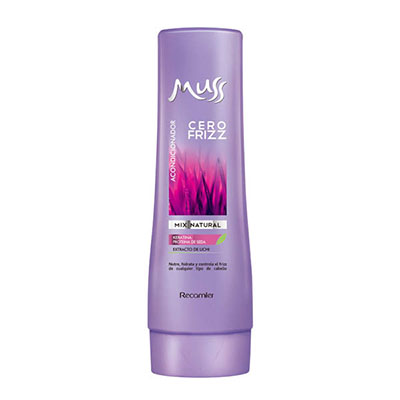 Muss
ACONDICIONADOR
CERO
FRIZZ
MIX NATURAL
KERATINA
PROTEÍNA DE SEDA
EXTRACTO DE LICHI
Nutre, hidrata y controla el frizz
de cualquier tipo de cabello
Recamier